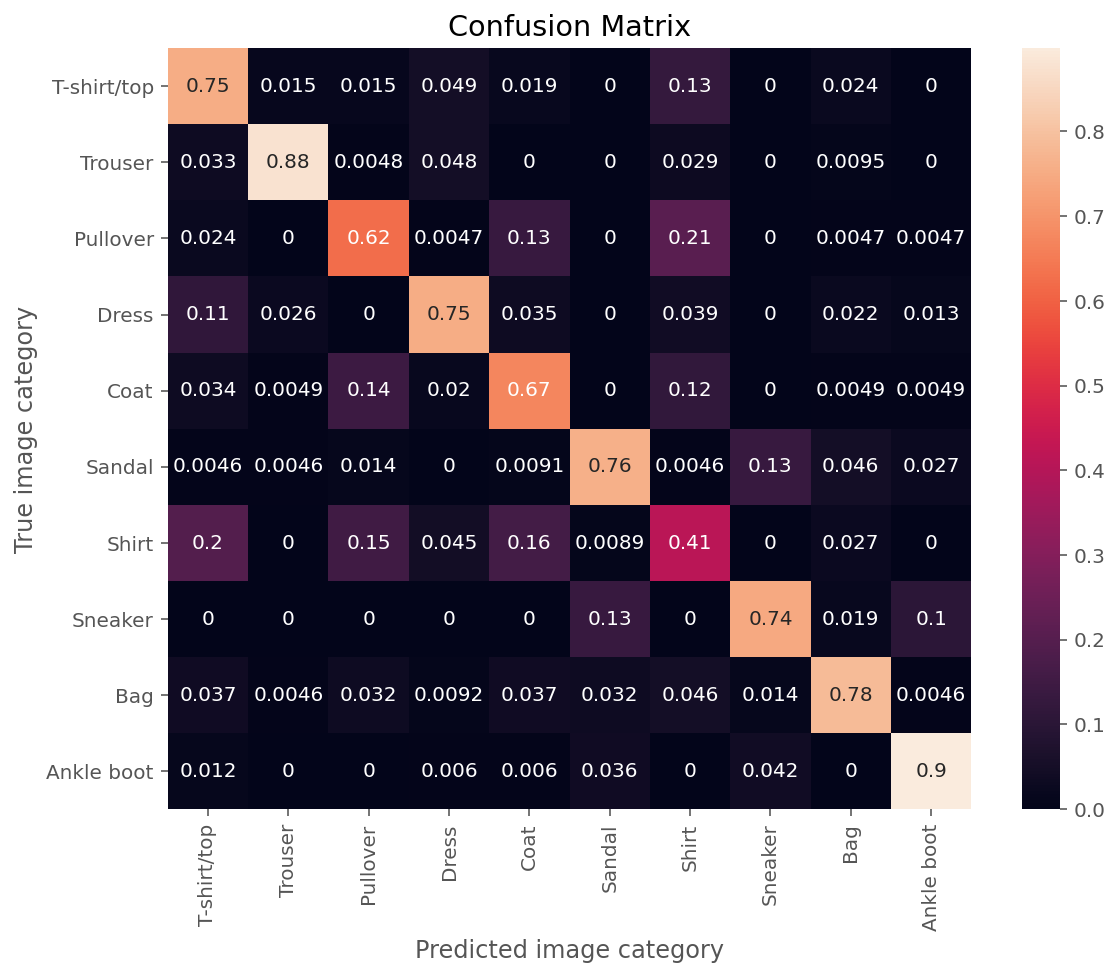 Confusion Matrix
T-shirt/top 0.75 0.015 0.015 0.049 0.019 0 0.13 0 0.024 0
Trouser 0.033 0.88 0.0048 0.048 0 0 0.029 0 0.0095 0
Pullover 0.024 0 0.62 0.0047 0.13 0 0.21 0 0.0047 0.0047
Dress 0.11 0.026 0 0.75 0.035 0 0.039 0 0.022 0.013
Coat 0.034 0.0049 0.14 0.02 0.67 0 0.12 0 0.0049 0.0049
Sandal 0.0046 0.0046 0.014 0 0.0091 0.76 0.0046 0.13 0.046 0.027
Shirt 0.2 0 0.15 0.045 0.16 0.0089 0.41 0 0.027 0
Sneaker 0 0 0 0 0 0.13 0 0.74 0.019 0.1
Bag 0.037 0.0046 0.032 0.0092 0.037 0.032 0.046 0.014 0.78 0.0046
Ankle boot 0.012 0 0 0.006 0.006 0.036 0 0.042 0 0.9
T-shirt/top Trouser Pullover Dress Coat Sandal Shirt Sneaker Bag Ankle boot
Predicted image category
True image category
0.8
0.7
0.6
0.5
0.4
0.3
0.2
0.1
0.0